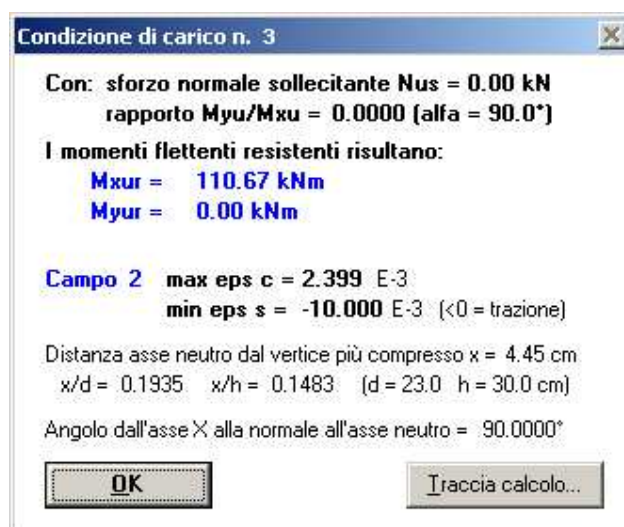 Condizione di carico n. 3
Con: sforzo normale sollecitante Nus = 0.00 kN
rapporto Myu/Mxu = 0.0000 (alfa = 90.0°)
I momenti flettenti resistenti risultano:
Mxur = 110.67 kNm
Myur = 0.00 kNm
Campo 2 max eps c = 2.399 E-3
min eps s = -10.000 E-3 (<0 = trazione)
Distanza asse neutro dal vertice più compresso x = 4.45 cm
x/d = 0.1935 x/h = 0.1483 (d = 23.0 h = 30.0 cm)
Angolo dall'asse X alla normale all'asse neutro = 90.0000°
OK Traccia calcolo...